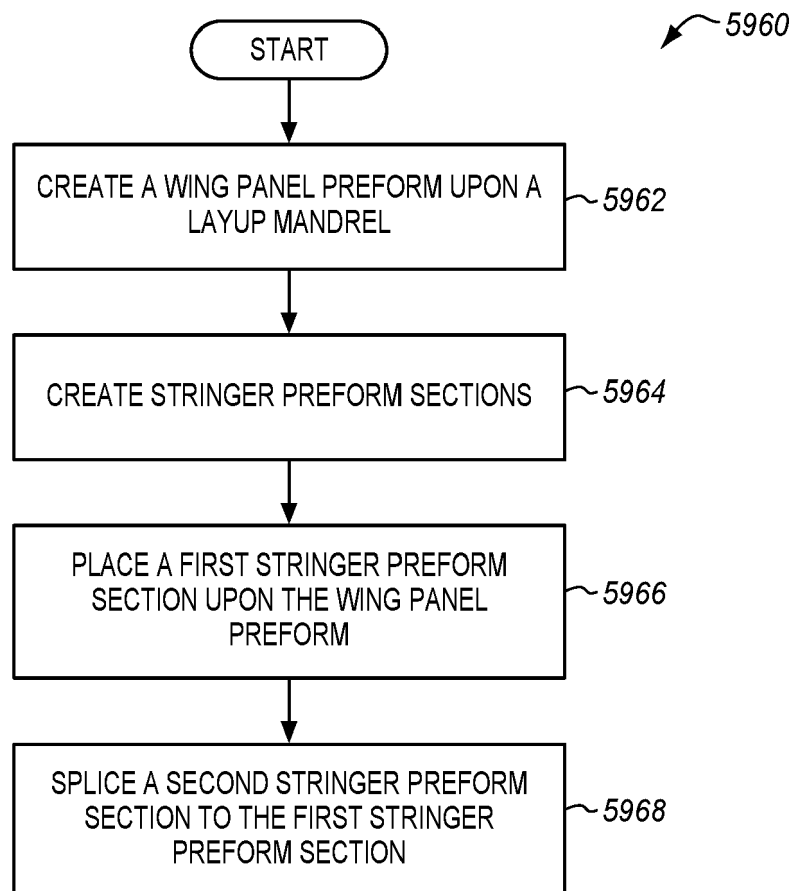 5960
START
CREATE A WING PANEL PREFORM UPON A
LAYUP MANDREL
5962
CREATE STRINGER PREFORM SECTIONS
5964
PLACE A FIRST STRINGER PREFORM
SECTION UPON THE WING PANEL
PREFORM
5966
SPLICE A SECOND STRINGER PREFORM
SECTION TO THE FIRST STRINGER
PREFORM SECTION
5968